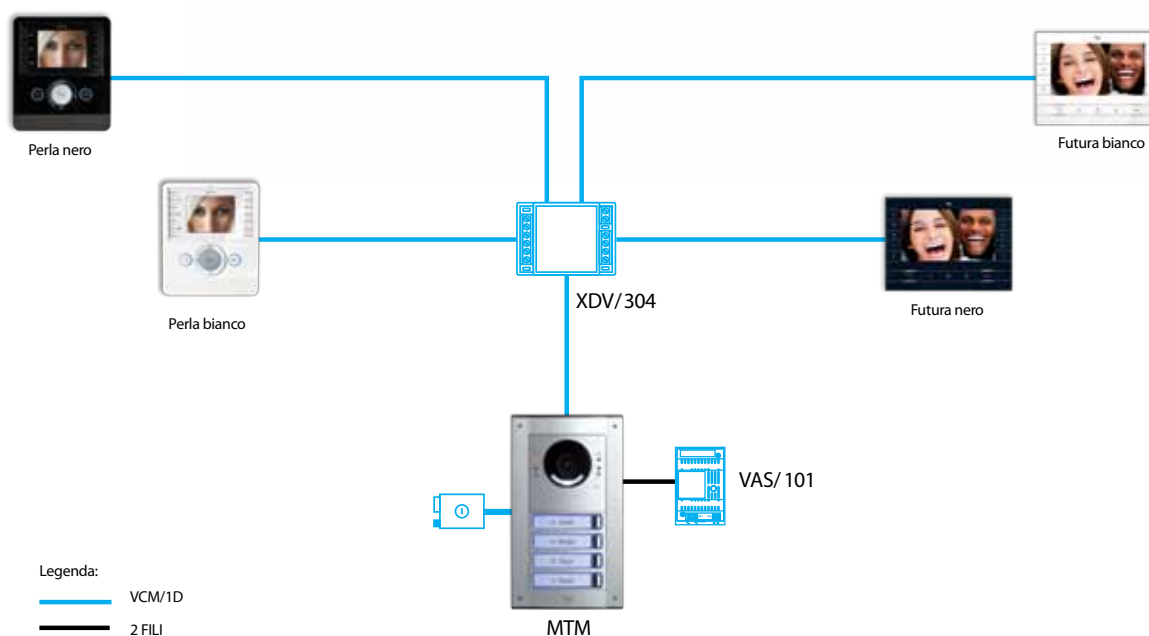 Perla nero
Futura bianco
Perla bianco
XDV/304
Futura nero
VAS/101
Legenda:
VCM/1D
2 FILI
MTM